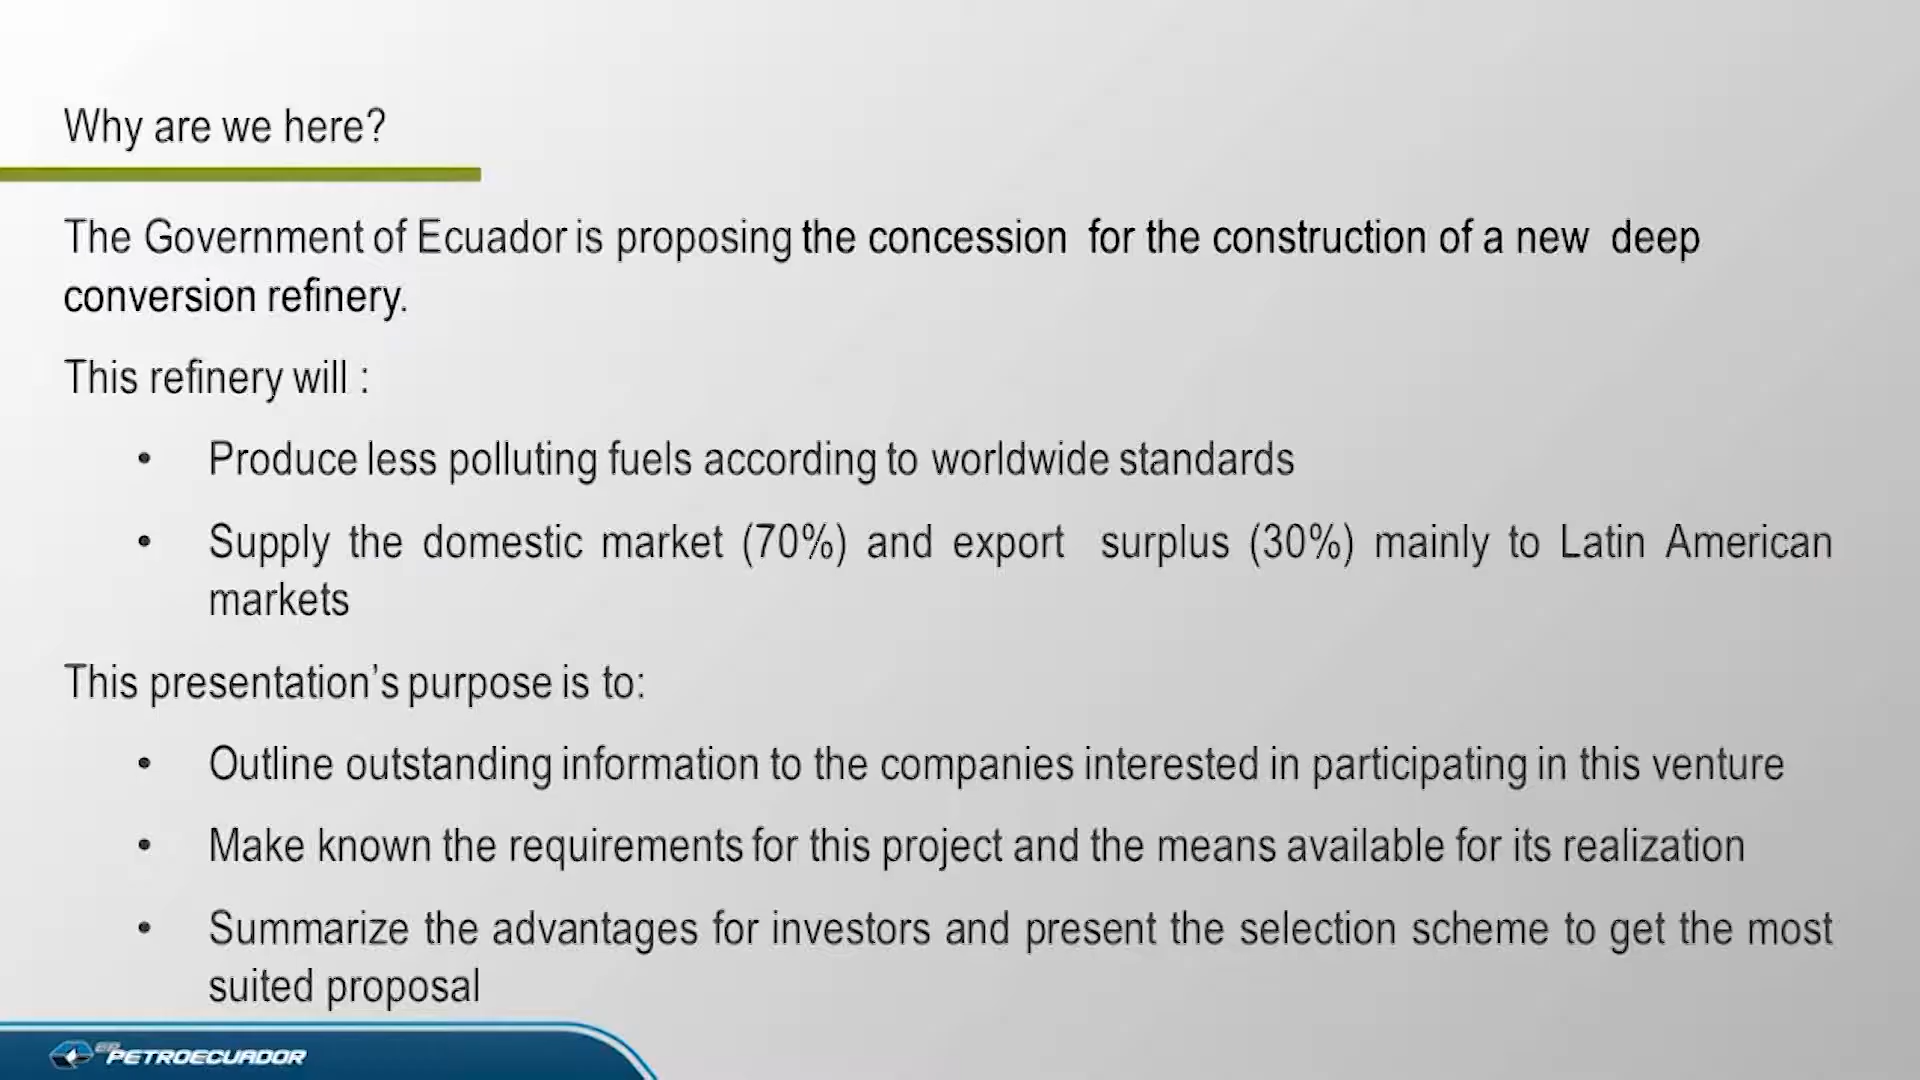 Why are we here?
The Government of Ecuador is proposing the concession for the construction of a new deep
conversion refinery.
This refinery will :
• Produce less polluting fuels according to worldwide standards
• Supply the domestic market (70%) and export surplus (30%) mainly to Latin American
markets
This presentation’s purpose is to:
• Outline outstanding information to the companies interested in participating in this venture
• Make known the requirements for this project and the means available for its realization
• Summarize the advantages for investors and present the selection scheme to get the most
suited proposal
EP PETROECUADOR